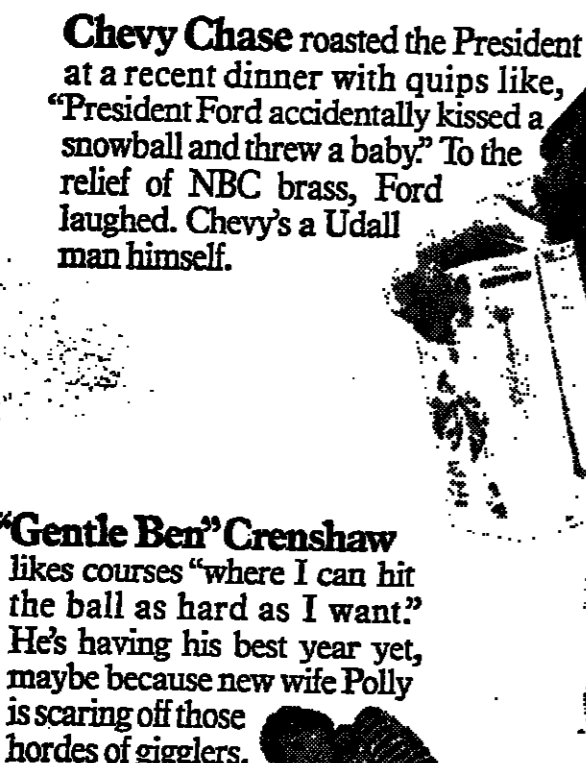 Chevy Chase roasted the President
at a recent dinner with quips like,
“President Ford accidentally kissed a
snowball and threw a baby.” To the
relief of NBC brass, Ford
laughed. Chevy's a Udall
man himself.
“Gentle Ben” Crenshaw
likes courses “where I can hit
the ball as hard as I want.”
He's having his best year yet,
maybe because new wife Polly
is scaring off those
hordes of gigglers.